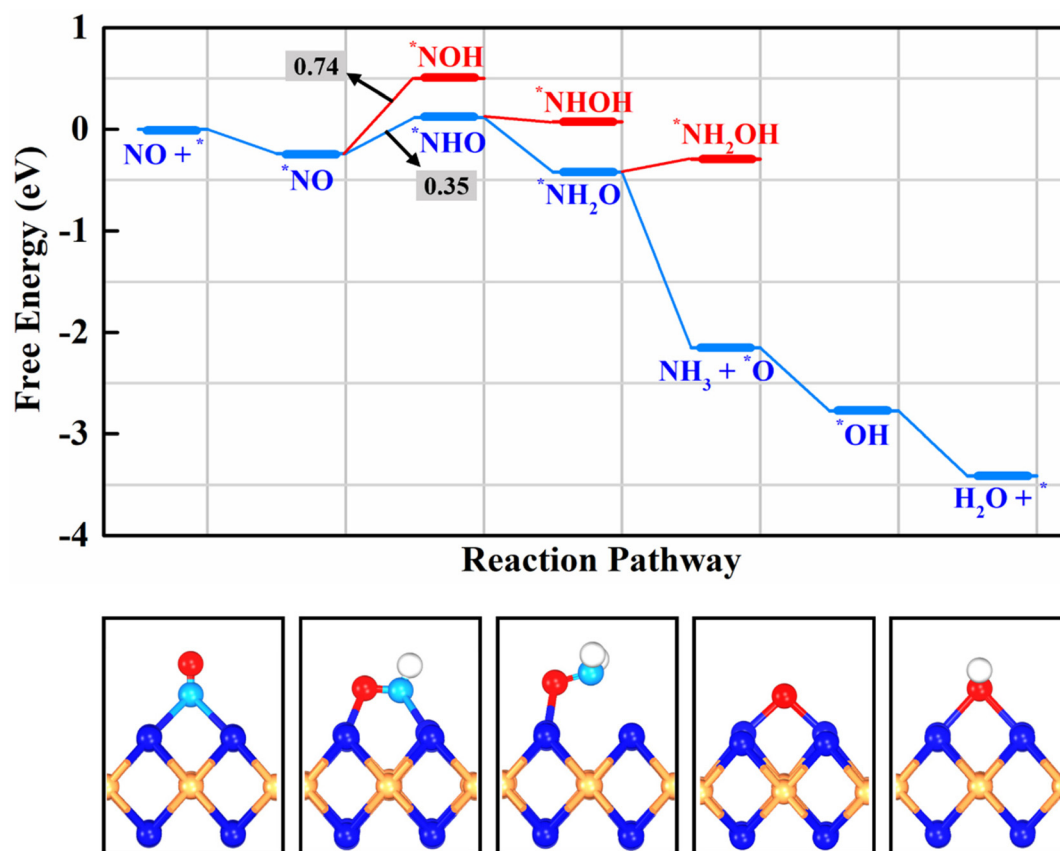 1
*NOH
0.74
*NHOH
*NH₂OH
0
NO + *
*NHO
*NO
0.35
*NH₂O
-1
Free Energy (eV)
-2
NH₃ + *O
*OH
-3
H₂O + *
-4
Reaction Pathway